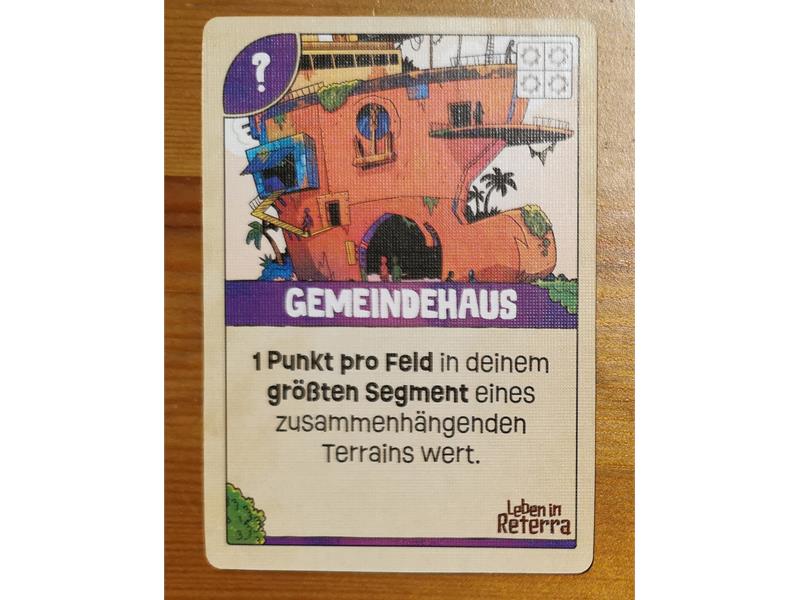 ?
GEMEINDEHAUS
1 Punkt pro Feld in deinem
größten Segment eines
zusammenhängenden
Terrains wert.
Leben in
Reterra